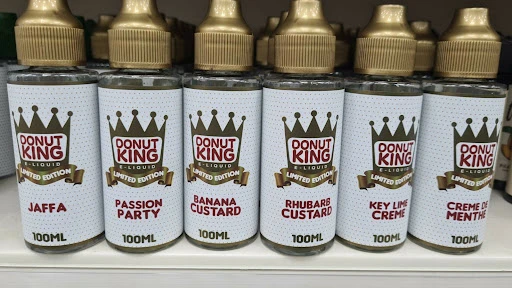 DONUT
KING
E-LIQUID
LIMITED EDITION
JAFFA
100ML
DONUT
KING
E-LIQUID
LIMITED EDITION
PASSION
PARTY
100ML
DONUT
KING
E-LIQUID
LIMITED EDITION
BANANA
CUSTARD
100ML
DONUT
KING
E-LIQUID
LIMITED EDITION
RHUBARB
CUSTARD
100ML
DONUT
KING
E-LIQUID
LIMITED EDITION
KEY LIME
CREME
100ML
DONUT
KING
E-LIQUID
LIMITED EDITION
CREME DE
MENTHE
100ML